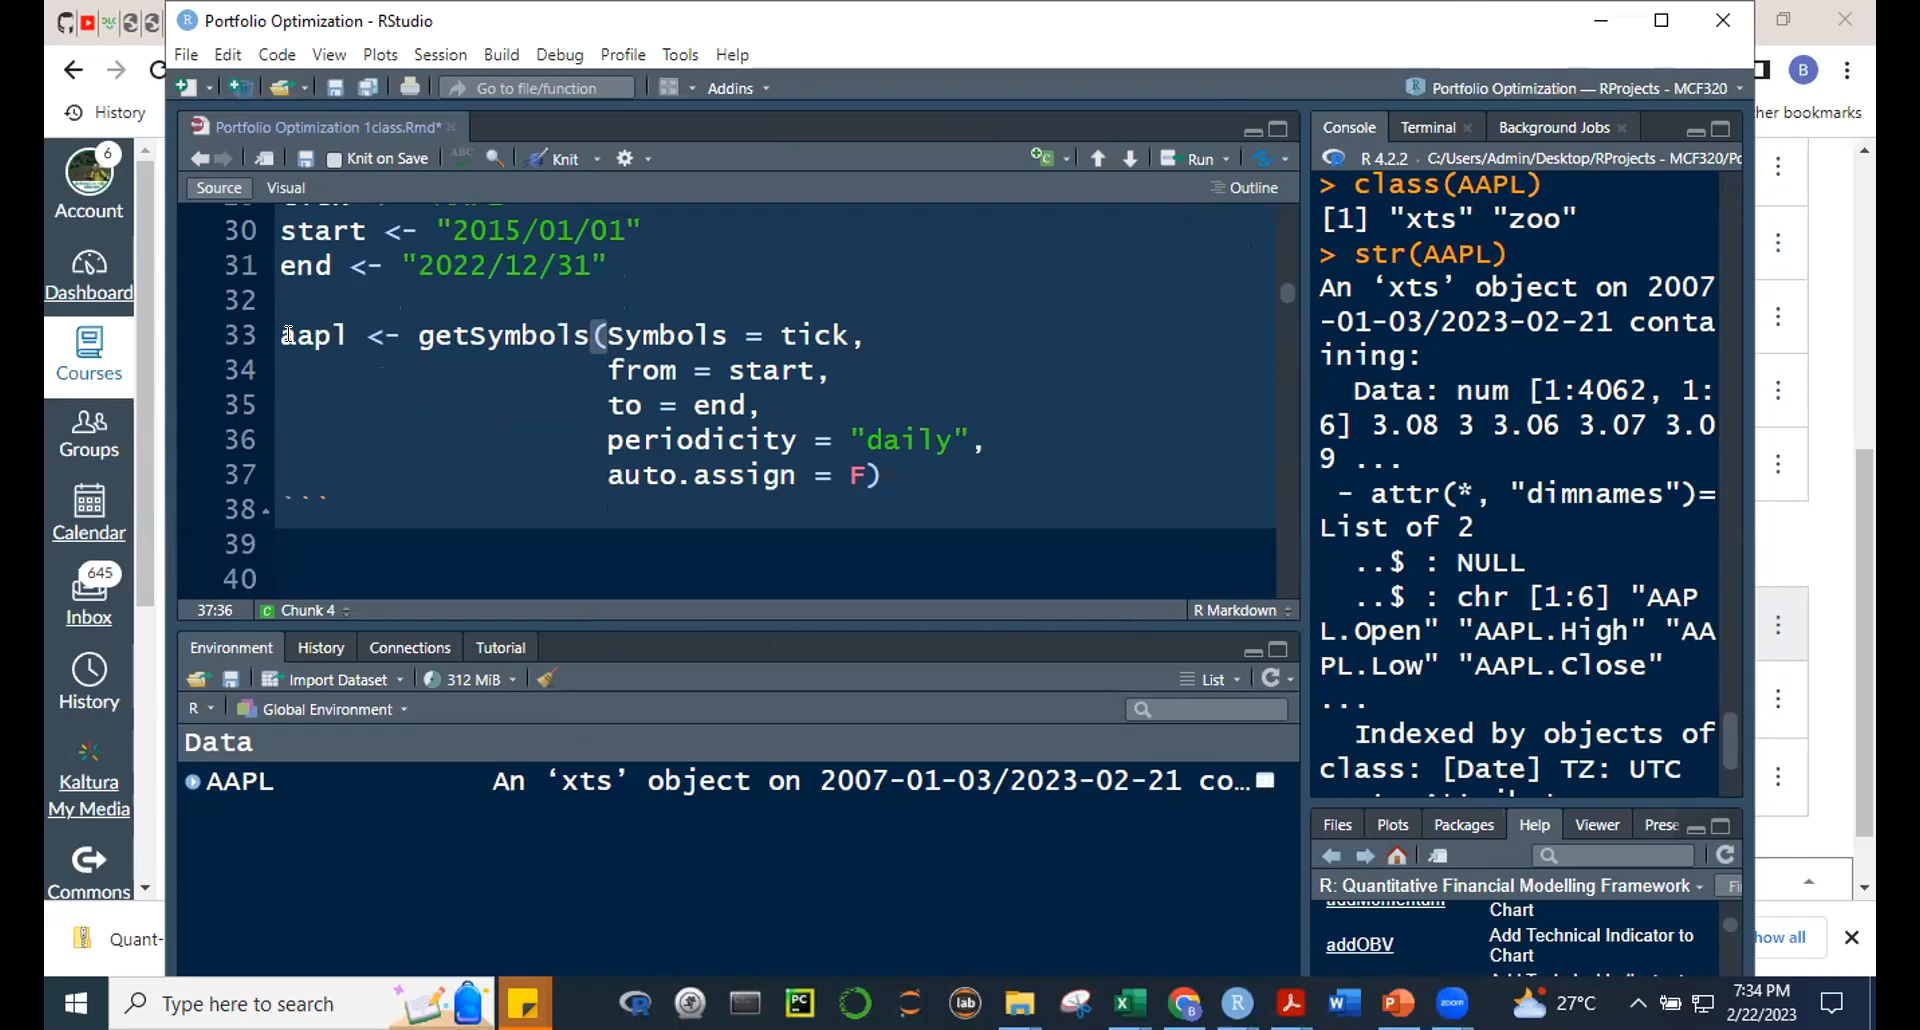 Portfolio Optimization - RStudio
File Edit Code View Plots Session Build Debug Profile Tools Help
Go to file/function
Addins
Portfolio Optimization — RProjects - MCF320
History
her bookmarks
Portfolio Optimization 1class.Rmd*
Knit on Save
ABC
Knit
Run
Source
Visual
Outline
30 start <- "2015/01/01"
31 end <- "2022/12/31"
32
33 aapl <- getSymbols(Symbols = tick,
34 from = start,
35 to = end,
36 periodicity = "daily",
37 auto.assign = F)
38 ```
39
40
37:36
Chunk 4
R Markdown
Environment History Connections Tutorial
Import Dataset
312 MiB
List
R
Global Environment
Data
AAPL An ‘xts’ object on 2007-01-03/2023-02-21 co...
Console Terminal Background Jobs
R 4.2.2 C:/Users/Admin/Desktop/RProjects - MCF320/Pc
> class(AAPL)
[1] "xts" "zoo"
> str(AAPL)
An ‘xts’ object on 2007
-01-03/2023-02-21 conta
ining:
Data: num [1:4062, 1:
6] 3.08 3 3.06 3.07 3.0
9 ...
- attr(*, "dimnames")=
List of 2
..$ : NULL
..$ : chr [1:6] "AAP
L.Open" "AAPL.High" "AA
PL.Low" "AAPL.Close"
...
Indexed by objects of
class: [Date] TZ: UTC
Files Plots Packages Help Viewer Prese
R: Quantitative Financial Modelling Framework
addMomentum
Chart
addOBV
Add Technical Indicator to
Chart
6
Account
Dashboard
Courses
Groups
Calendar
645
Inbox
History
Kaltura
My Media
Commons
B
Quant-
how all
Type here to search
PC
lab
zoom
27°C
7:34 PM
2/22/2023